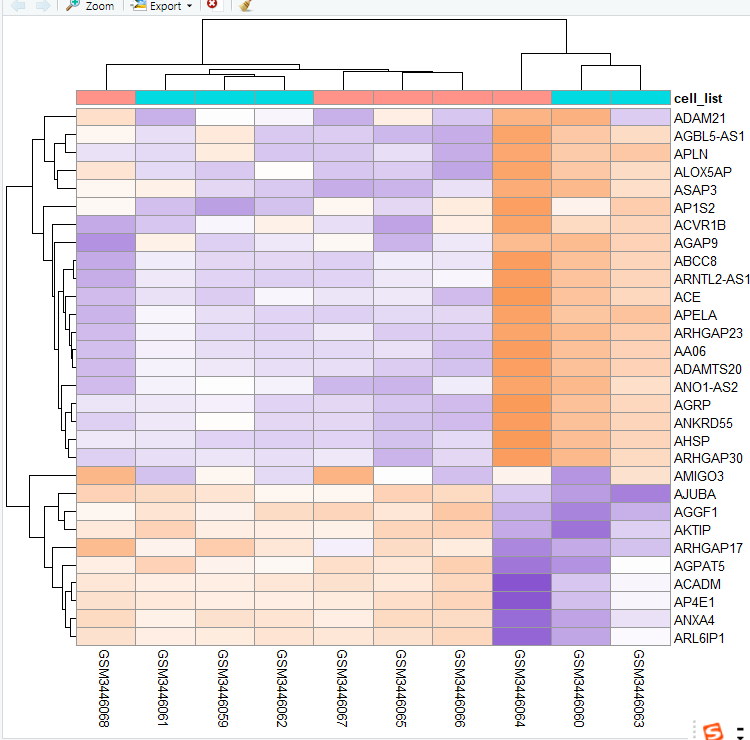 Zoom Export
cell_list
ADAM21
AGBL5-AS1
APLN
ALOX5AP
ASAP3
AP1S2
ACVR1B
AGAP9
ABCC8
ARNTL2-AS1
ACE
APELA
ARHGAP23
AA06
ADAMTS20
ANO1-AS2
AGRP
ANKRD55
AHSP
ARHGAP30
AMIGO3
AJUBA
AGGF1
AKTIP
ARHGAP17
AGPAT5
ACADM
AP4E1
ANXA4
ARL6IP1
GSM3446068
GSM3446061
GSM3446059
GSM3446062
GSM3446067
GSM3446065
GSM3446066
GSM3446064
GSM3446060
GSM3446063